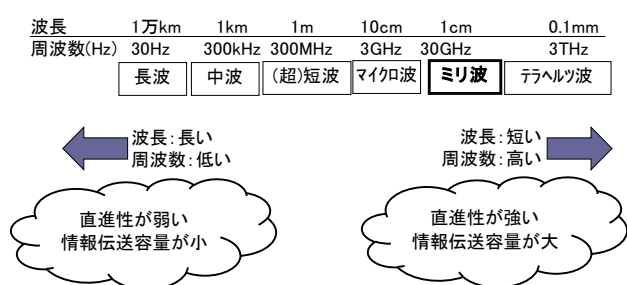 波長 1万km 1km 1m 10cm 1cm 0.1mm
周波数(Hz) 30Hz 300kHz 300MHz 3GHz 30GHz 3THz
長波 中波 (超)短波 マイクロ波 ミリ波 テラヘルツ波
波長：長い
周波数：低い
波長：短い
周波数：高い
直進性が弱い
情報伝送容量が小
直進性が強い
情報伝送容量が大